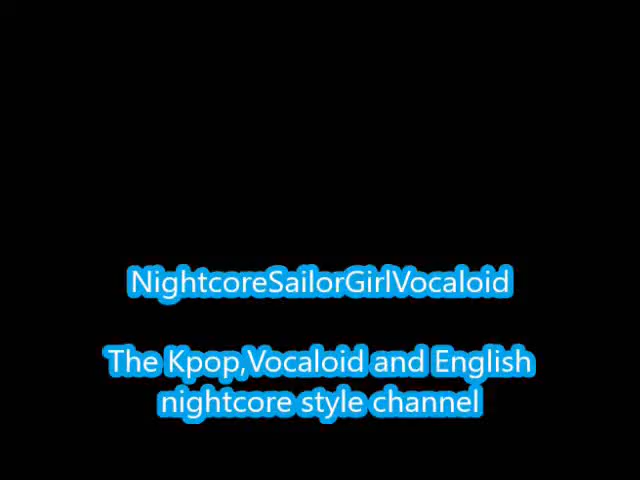 NightcoreSailorGirlVocaloid
The Kpop,Vocaloid and English
nightcore style channel